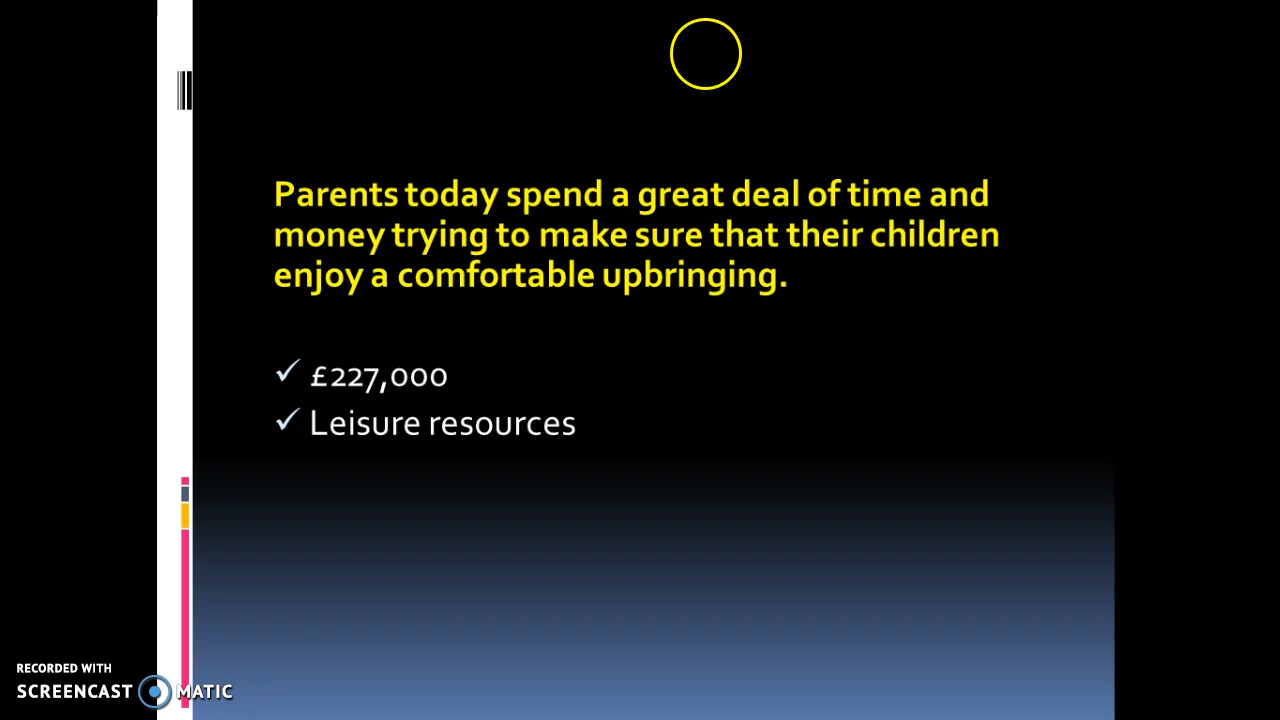 Parents today spend a great deal of time and
money trying to make sure that their children
enjoy a comfortable upbringing.
£227,000
Leisure resources
RECORDED WITH
SCREENCAST MATIC